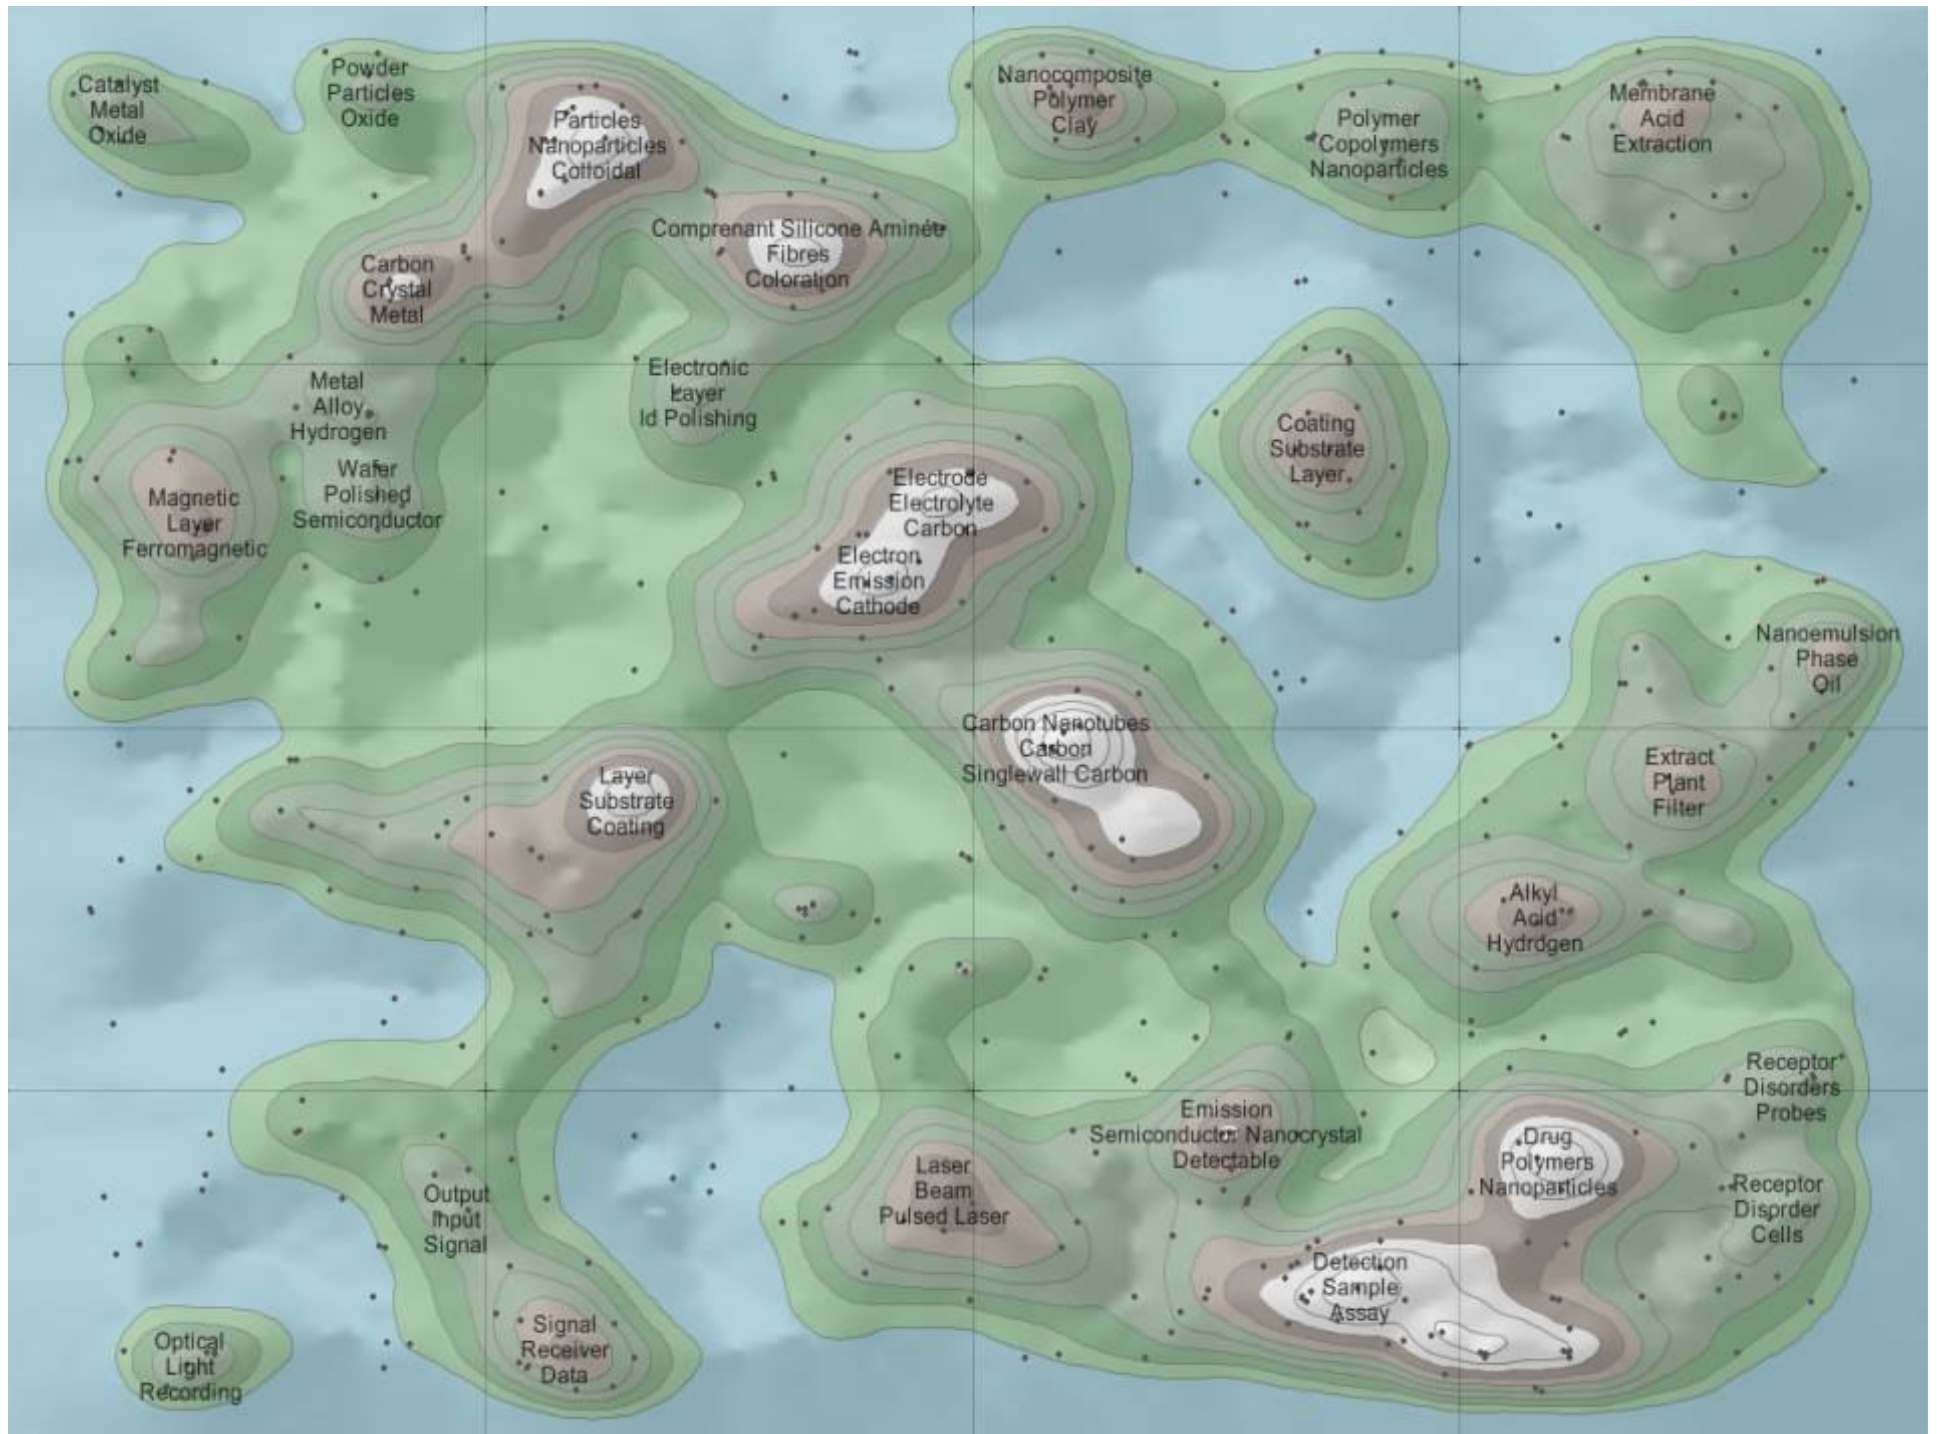 Catalyst
Metal
Oxide
Powder
Particles
Oxide
Particles
Nanoparticles
Colloidal
Nanocomposite
Polymer
Clay
Polymer
Copolymers
Nanoparticles
Membrane
Acid
Extraction
Comprenant Silicone Aminée
Fibres
Coloration
Carbon
Crystal
Metal
Metal
Alloy
Hydrogen
Electronic
Layer
Id Polishing
Coating
Substrate
Layer
Wafer
Polished
Semiconductor
Magnetic
Layer
Ferromagnetic
Electrode
Electrolyte
Carbon
Electron
Emission
Cathode
Nanoemulsion
Phase
Oil
Carbon Nanotubes
Carbon
Singlewall Carbon
Extract
Plant
Filter
Layer
Substrate
Coating
Alkyl
Acid
Hydrogen
Receptor
Disorders
Probes
Emission
Semiconductor Nanocrystal
Detectable
Drug
Polymers
Nanoparticles
Laser
Beam
Pulsed Laser
Receptor
Disorder
Cells
Output
Input
Signal
Detection
Sample
Assay
Signal
Receiver
Data
Optical
Light
Recording